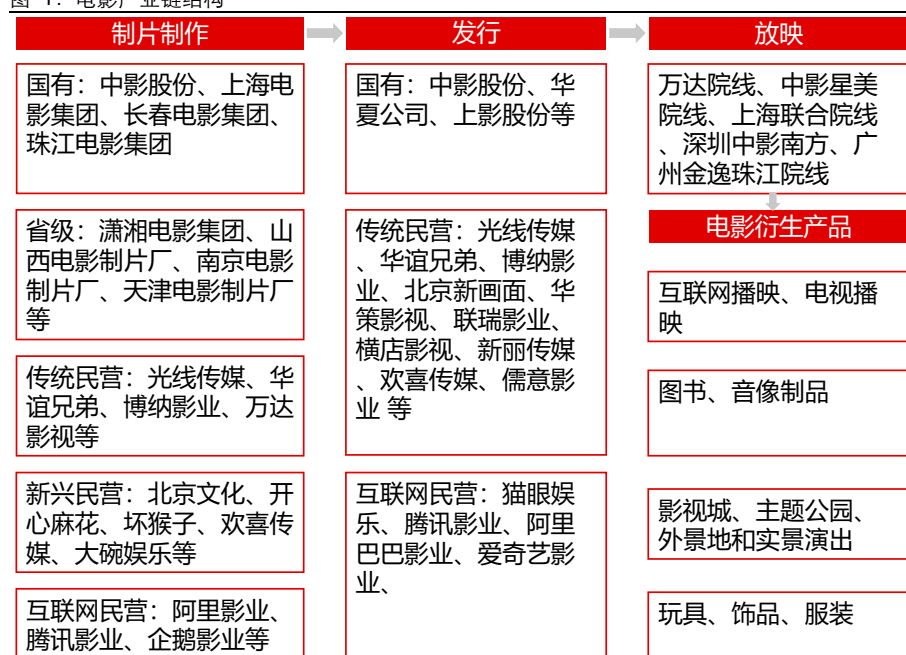 图 1：电影产业链结构
制片制作
国有：中影股份、上海电
影集团、长春电影集团、
珠江电影集团
省级：潇湘电影集团、山
西电影制片厂、南京电影
制片厂、天津电影制片厂
等
传统民营：光线传媒、华
谊兄弟、博纳影业、万达
影视等
新兴民营：北京文化、开
心麻花、坏猴子、欢喜传
媒、大碗娱乐等
互联网民营：阿里影业、
腾讯影业、企鹅影业等
发行
国有：中影股份、华
夏公司、上影股份等
传统民营：光线传媒
、华谊兄弟、博纳影
业、北京新画面、华
策影视、联瑞影业、
横店影视、新丽传媒
、欢喜传媒、儒意影
业 等
互联网民营：猫眼娱
乐、腾讯影业、阿里
巴巴影业、爱奇艺影
业、
放映
万达院线、中影星美
院线、上海联合院线
、深圳中影南方、广
州金逸珠江院线
电影衍生产品
互联网播映、电视播
映
图书、音像制品
影视城、主题公园、
外景地和实景演出
玩具、饰品、服装